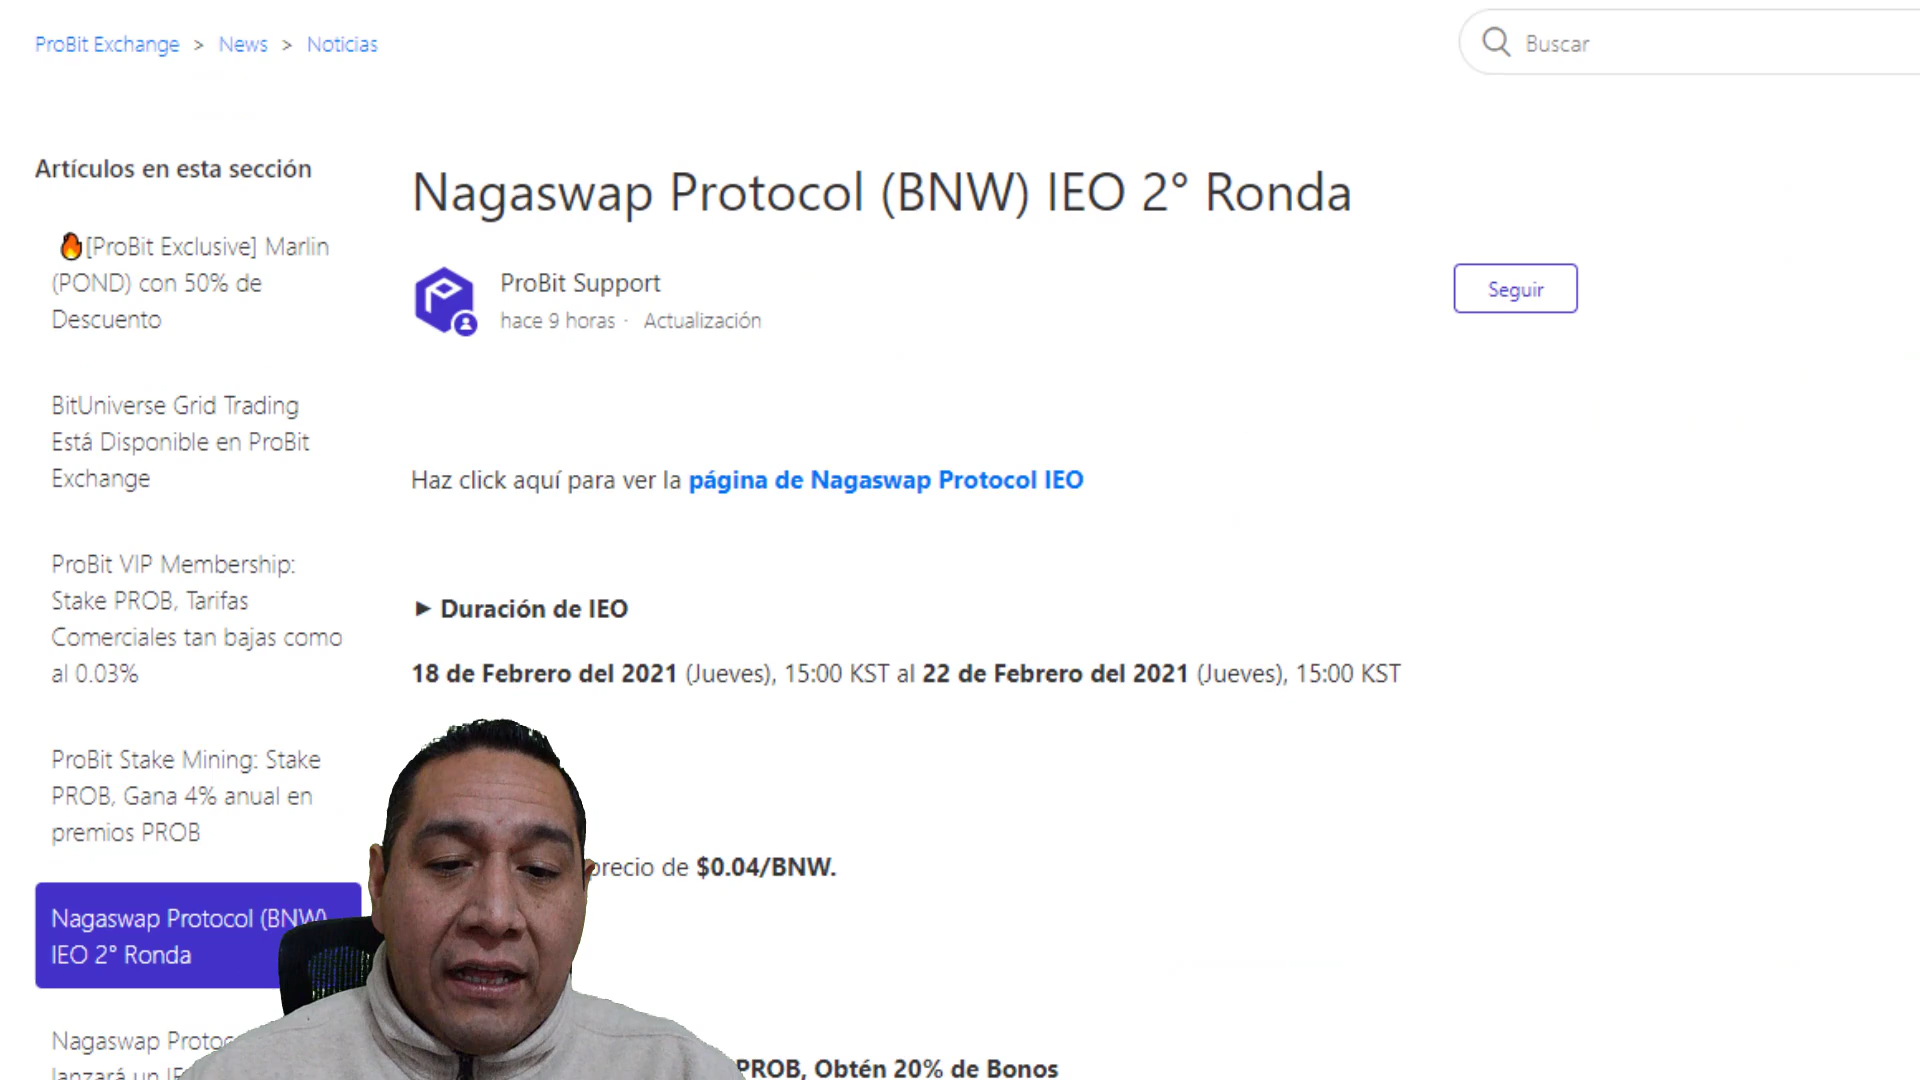 ProBit Exchange > News > Noticias
Buscar
Artículos en esta sección
🔥[ProBit Exclusive] Marlin
(POND) con 50% de
Descuento
BitUniverse Grid Trading
Está Disponible en ProBit
Exchange
ProBit VIP Membership:
Stake PROB, Tarifas
Comerciales tan bajas como
al 0.03%
ProBit Stake Mining: Stake
PROB, Gana 4% anual en
premios PROB
Nagaswap Protocol (BNW)
IEO 2° Ronda
Nagaswap
lanzará un
Nagaswap Protocol (BNW) IEO 2° Ronda
ProBit Support
hace 9 horas · Actualización
Seguir
Haz click aquí para ver la página de Nagaswap Protocol IEO
► Duración de IEO
18 de Febrero del 2021 (Jueves), 15:00 KST al 22 de Febrero del 2021 (Jueves), 15:00 KST
precio de $0.04/BNW.
PROB, Obtén 20% de Bonos